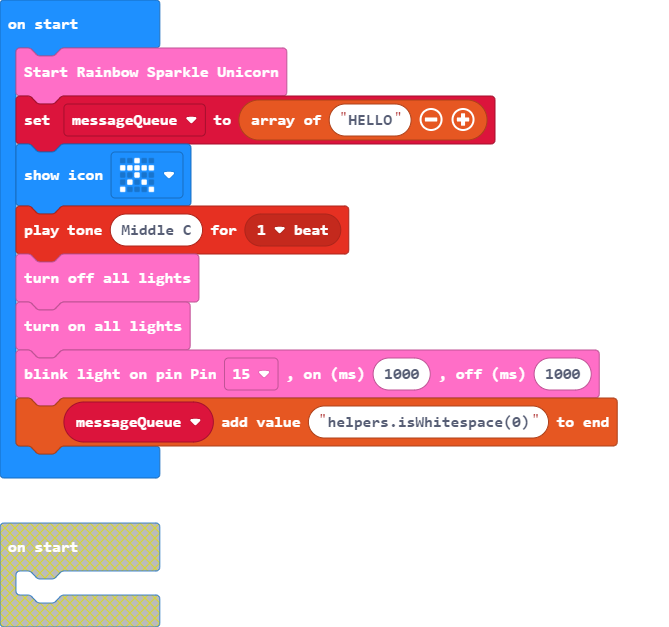 on start
Start Rainbow Sparkle Unicorn
set messageQueue to array of "HELLO"
show icon
play tone Middle C for 1 beat
turn off all lights
turn on all lights
blink light on pin Pin 15 , on (ms) 1000 , off (ms) 1000
messageQueue add value "helpers.isWhitespace(0)" to end
on start